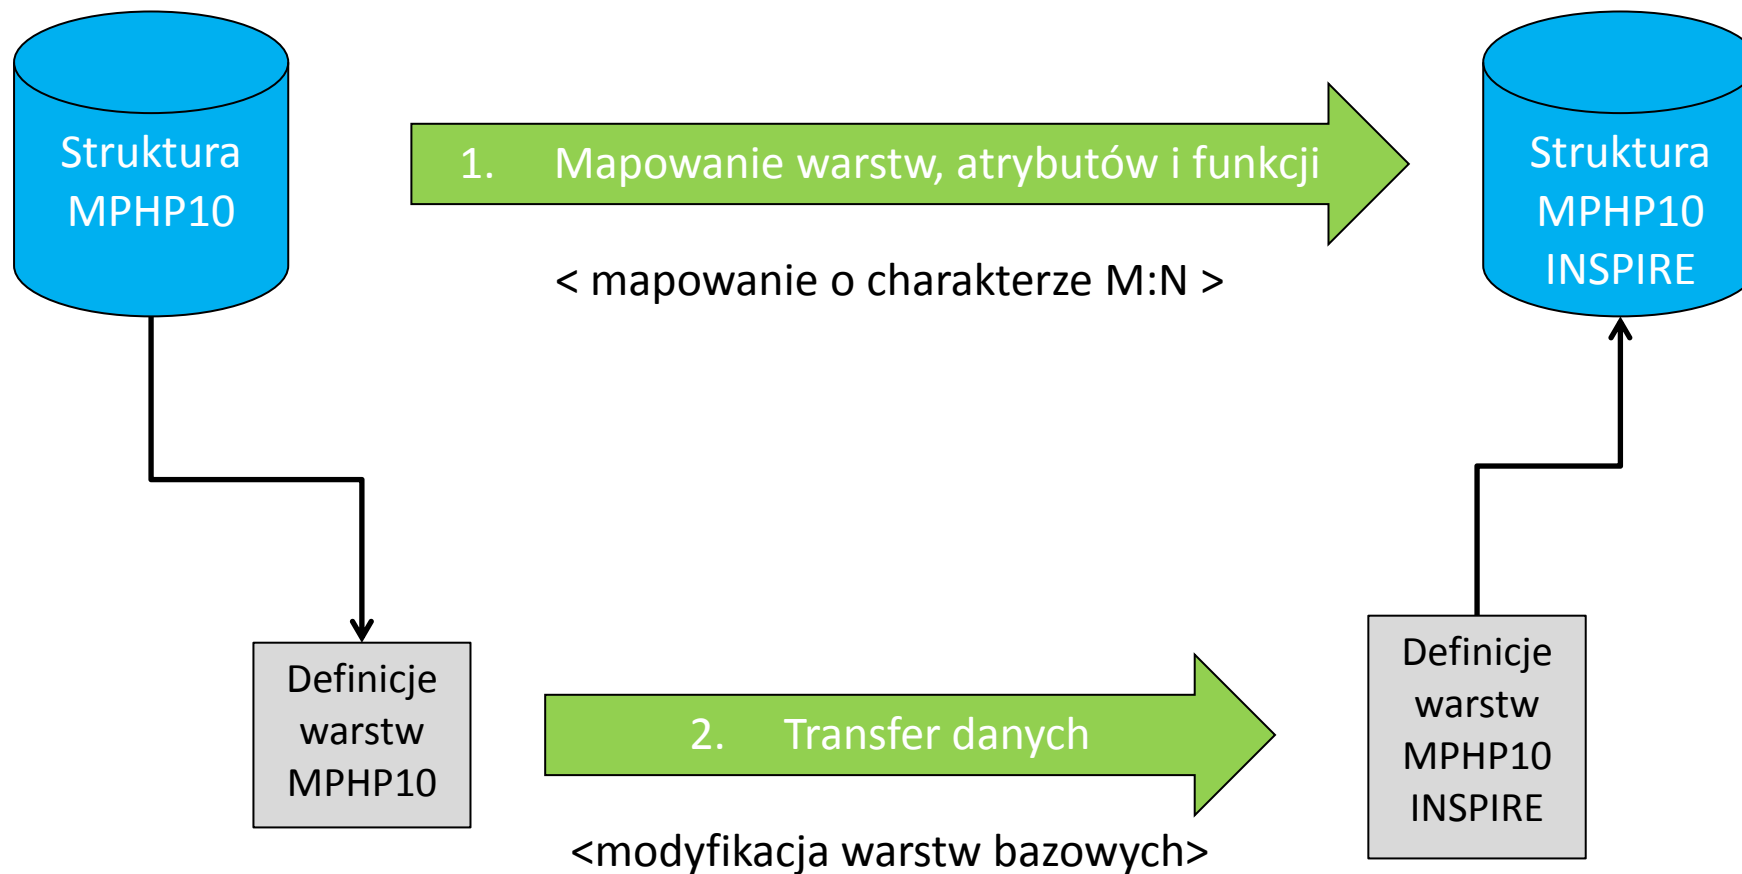 Struktura
MPHP10
1. Mapowanie warstw, atrybutów i funkcji
< mapowanie o charakterze M:N >
Struktura
MPHP10
INSPIRE
Definicje
warstw
MPHP10
2. Transfer danych
<modyfikacja warstw bazowych>
Definicje
warstw
MPHP10
INSPIRE